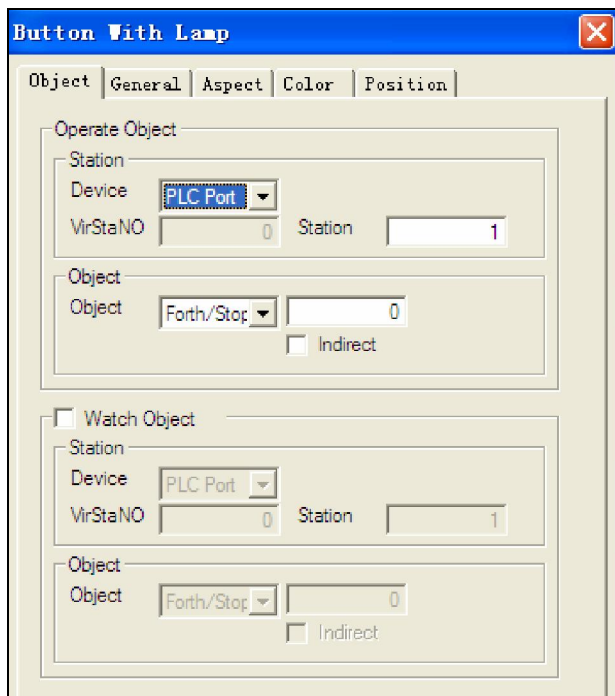 Button With Lamp
Object General Aspect Color Position
Operate Object
Station
Device PLC Port
VirStaNO 0 Station 1
Object
Object Forth/Stop 0
Indirect
Watch Object
Station
Device PLC Port
VirStaNO 0 Station 1
Object
Object Forth/Stop 0
Indirect